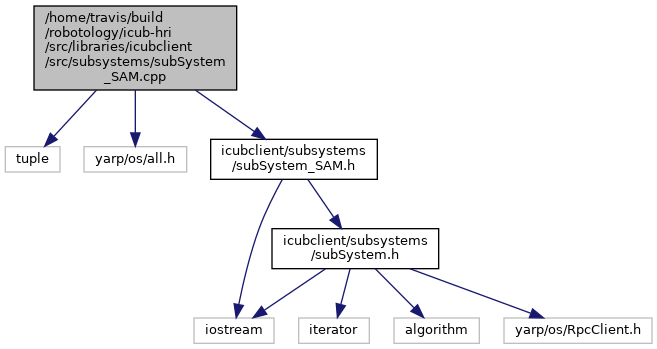 /home/travis/build
/robotology/icub-hri
/src/libraries/icubclient
/src/subsystems/subSystem
_SAM.cpp
tuple
yarp/os/all.h
icubclient/subsystems
/subSystem_SAM.h
icubclient/subsystems
/subSystem.h
iostream
iterator
algorithm
yarp/os/RpcClient.h